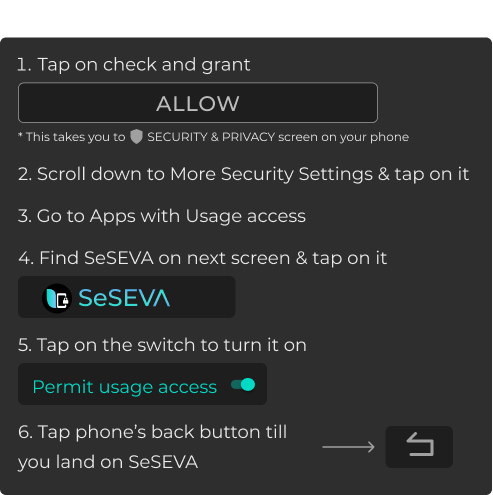 1. Tap on check and grant
ALLOW
* This takes you to SECURITY & PRIVACY screen on your phone
2. Scroll down to More Security Settings & tap on it
3. Go to Apps with Usage access
4. Find SeSEVA on next screen & tap on it
SeSEVA
5. Tap on the switch to turn it on
Permit usage access
6. Tap phone’s back button till
you land on SeSEVA